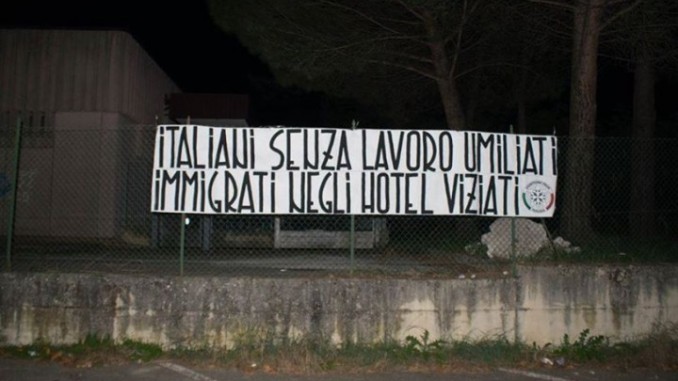 ITALIANI SENZA LAVORO UMILIATI
IMMIGRATI NEGLI HOTEL VIZIATI